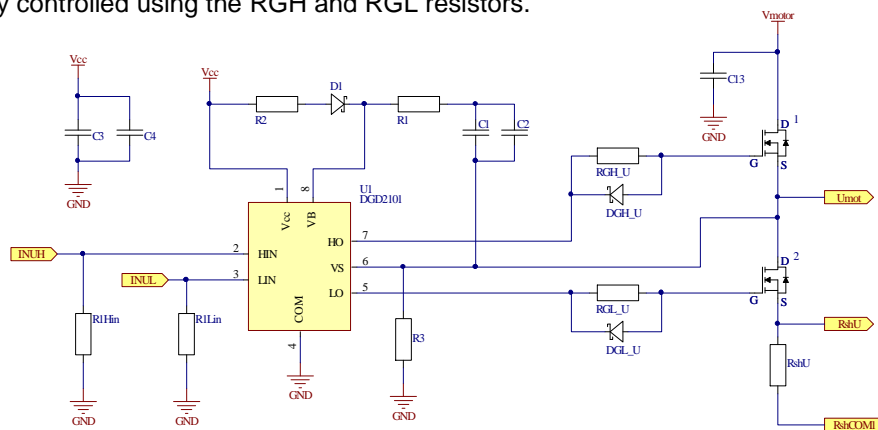 y controlled using the RGH and RGL resistors.
Vmotor
Vcc
Vcc
D1
C13
R2
R1
C3
C4
C1
C2
GND
D
1
G
S
RGH_U
DGH_U
GND
1
8
U1
DGD2101
Vcc
VB
Umot
INUH
2
HIN
HO
7
INUL
3
LIN
VS
6
D
2
LO
5
G
S
RGL_U
DGL_U
COM
R1Hin
R1Lin
4
R3
RshU
RshU
GND
GND
GND
GND
RshCOM1